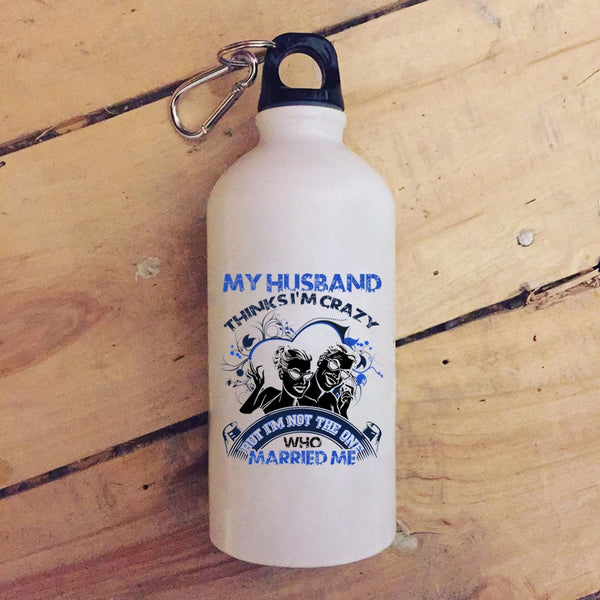 MY HUSBAND
THINKS I'M CRAZY
BUT I'M NOT THE ONE
WHO
MARRIED ME